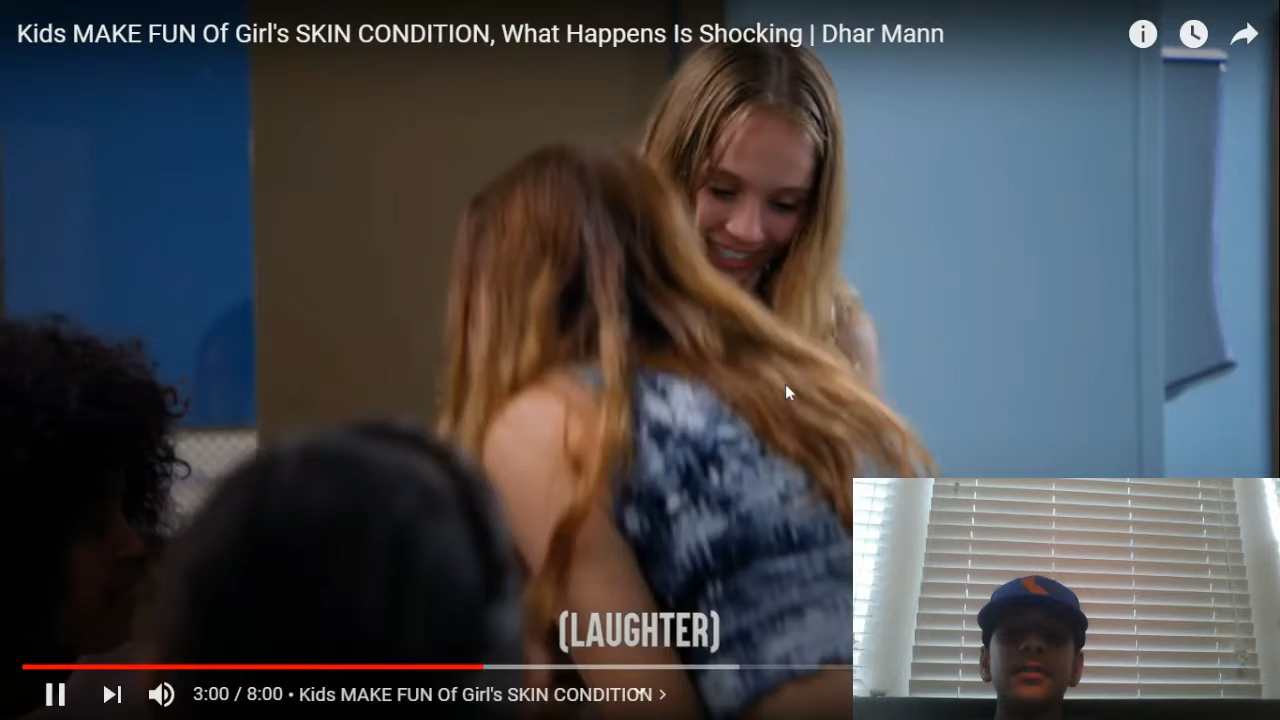 Kids MAKE FUN Of Girl's SKIN CONDITION, What Happens Is Shocking | Dhar Mann
(LAUGHTER)
3:00 / 8:00 • Kids MAKE FUN Of Girl's SKIN CONDITION >